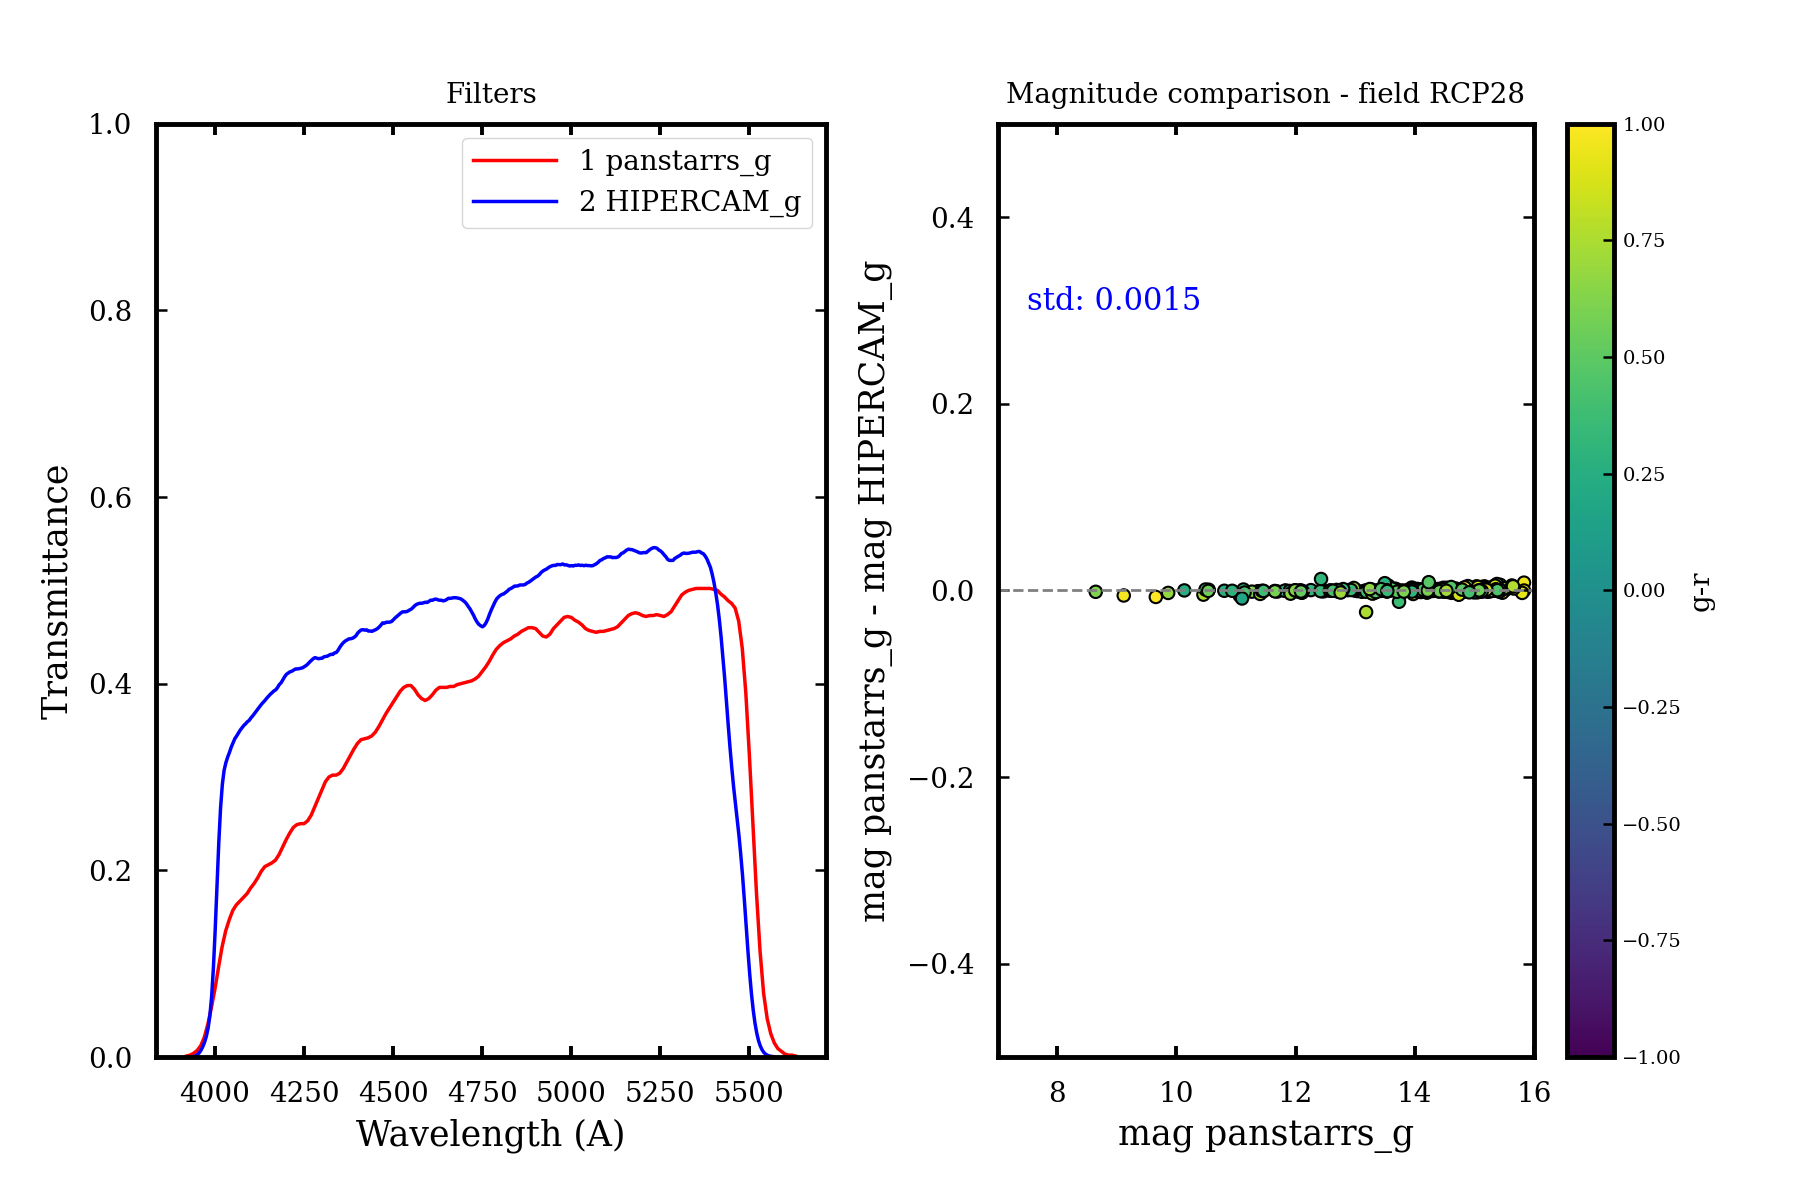 Filters
1 panstarrs_g
2 HIPERCAM_g
Transmittance
1.0
0.8
0.6
0.4
0.2
0.0
4000 4250 4500 4750 5000 5250 5500
Wavelength (A)
Magnitude comparison - field RCP28
std: 0.0015
mag panstarrs_g - mag HIPERCAM_g
0.4
0.2
0.0
−0.2
−0.4
8 10 12 14 16
mag panstarrs_g
1.00
0.75
0.50
0.25
0.00
−0.25
−0.50
−0.75
−1.00
g-r